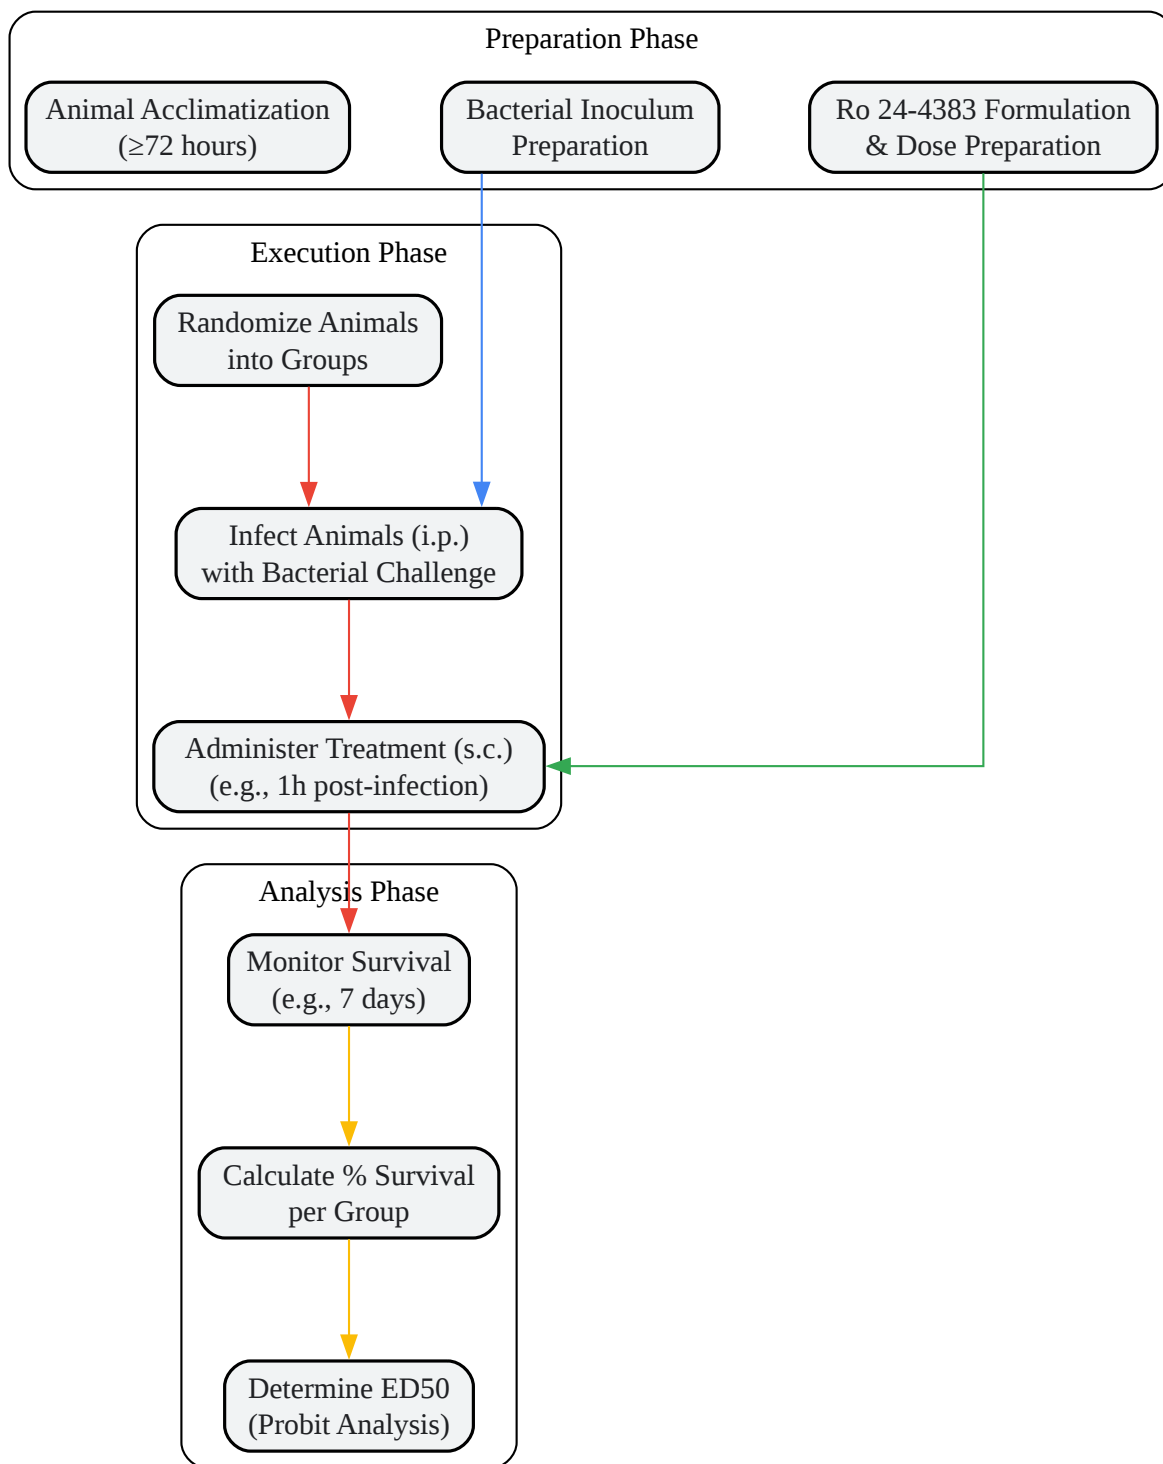 Preparation Phase
Animal Acclimatization
(≥72 hours)
Bacterial Inoculum
Preparation
Ro 24-4383 Formulation
& Dose Preparation
Execution Phase
Randomize Animals
into Groups
Infect Animals (i.p.)
with Bacterial Challenge
Administer Treatment (s.c.)
(e.g., 1h post-infection)
Analysis Phase
Monitor Survival
(e.g., 7 days)
Calculate % Survival
per Group
Determine ED50
(Probit Analysis)